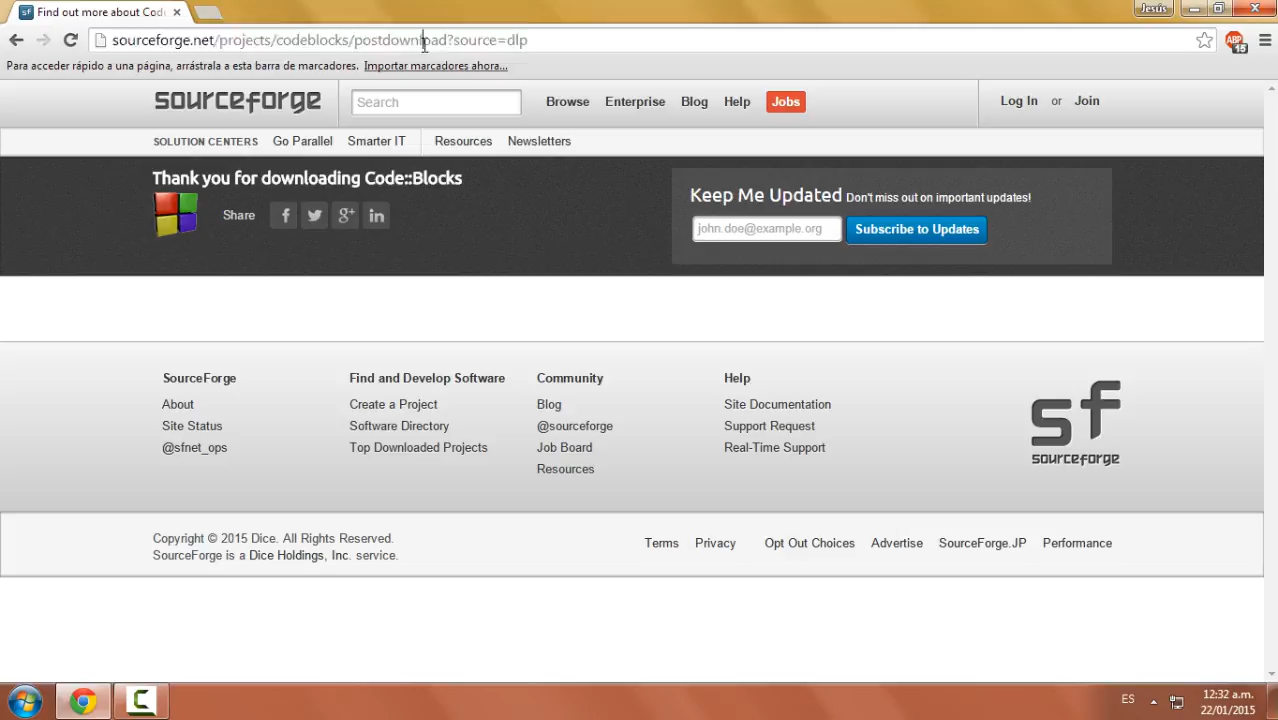 Find out more about Code
Jesús
sourceforge.net/projects/codeblocks/postdownload?source=dlp
ABP
15
Para acceder rápido a una página, arrástrala a esta barra de marcadores. Importar marcadores ahora...
sourceforge
Search
Browse Enterprise Blog Help Jobs
Log In or Join
SOLUTION CENTERS Go Parallel Smarter IT Resources Newsletters
Thank you for downloading Code::Blocks
Share
Keep Me Updated Don't miss out on important updates!
john.doe@example.org Subscribe to Updates
SourceForge
About
Site Status
@sfnet_ops
Find and Develop Software
Create a Project
Software Directory
Top Downloaded Projects
Community
Blog
@sourceforge
Job Board
Resources
Help
Site Documentation
Support Request
Real-Time Support
sf
sourceforge
Copyright © 2015 Dice. All Rights Reserved.
SourceForge is a Dice Holdings, Inc. service.
Terms Privacy Opt Out Choices Advertise SourceForge.JP Performance
ES
12:32 a.m.
22/01/2015